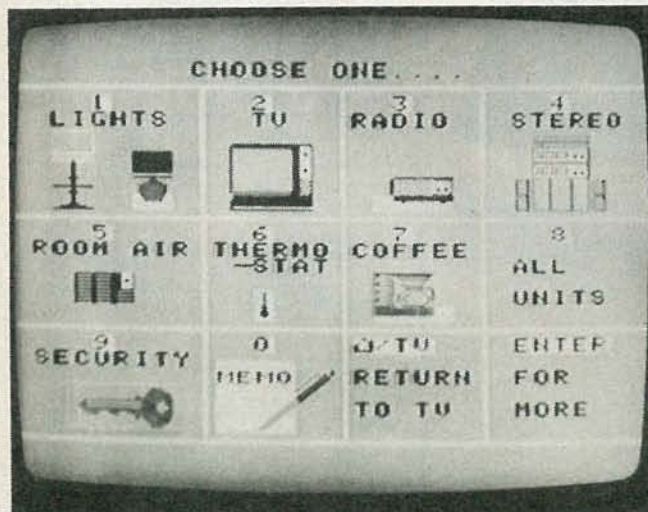 CHOOSE ONE....
1
LIGHTS
2
TV
3
RADIO
4
STEREO
5
ROOM AIR
6
THERMO
-STAT
7
COFFEE
8
ALL
UNITS
9
SECURITY
0
MEMO
/TV
RETURN
TO TV
ENTER
FOR
MORE